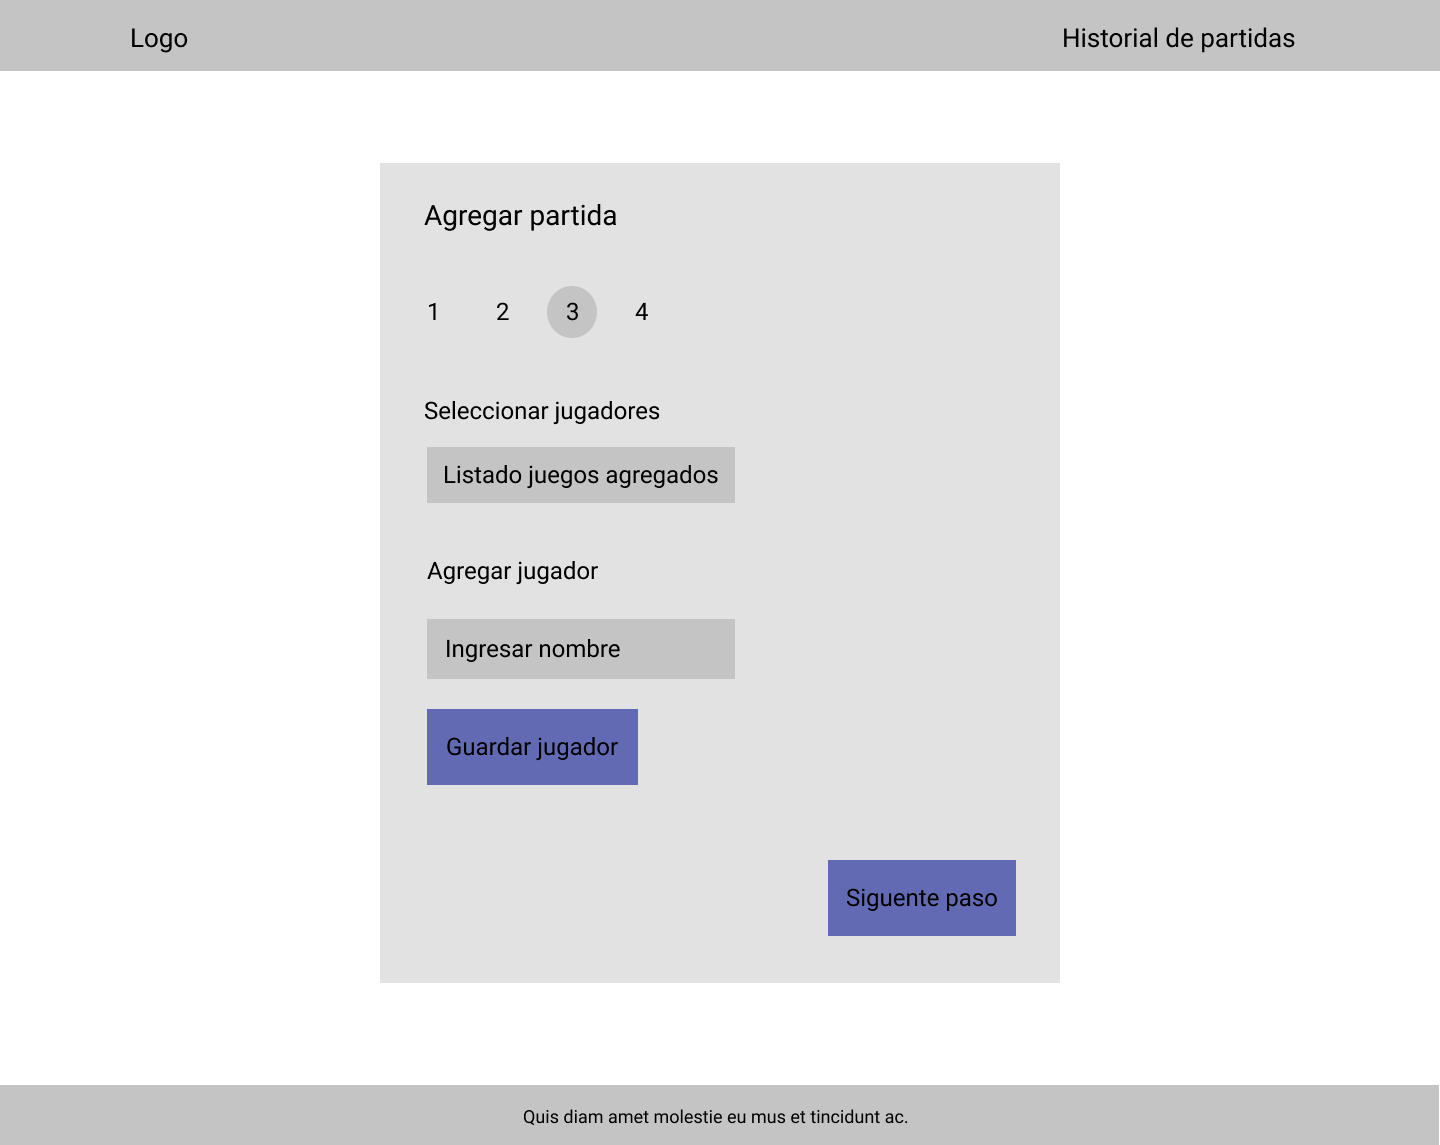 Logo
Historial de partidas
Agregar partida
1 2 3 4
Seleccionar jugadores
Listado juegos agregados
Agregar jugador
Ingresar nombre
Guardar jugador
Siguente paso
Quis diam amet molestie eu mus et tincidunt ac.